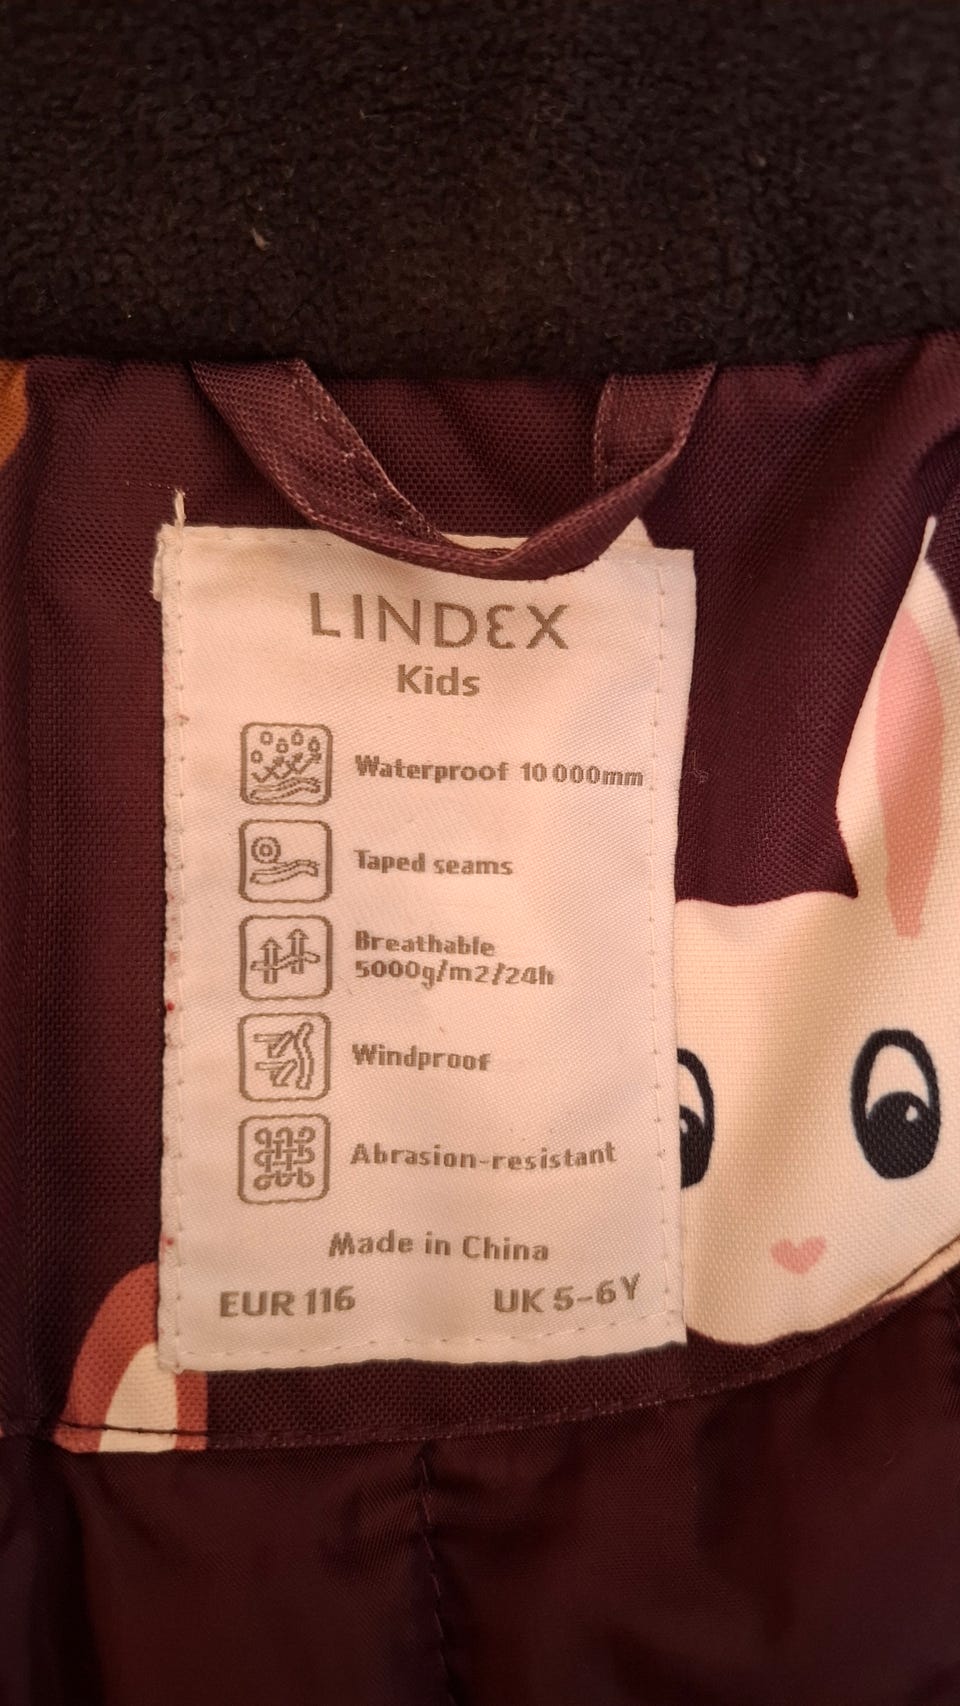 LINDEX
Kids
Waterproof 10 000mm
Taped seams
Breathable
5000g/m2/24h
Windproof
Abrasion-resistant
Made in China
EUR 116 UK 5-6 Y